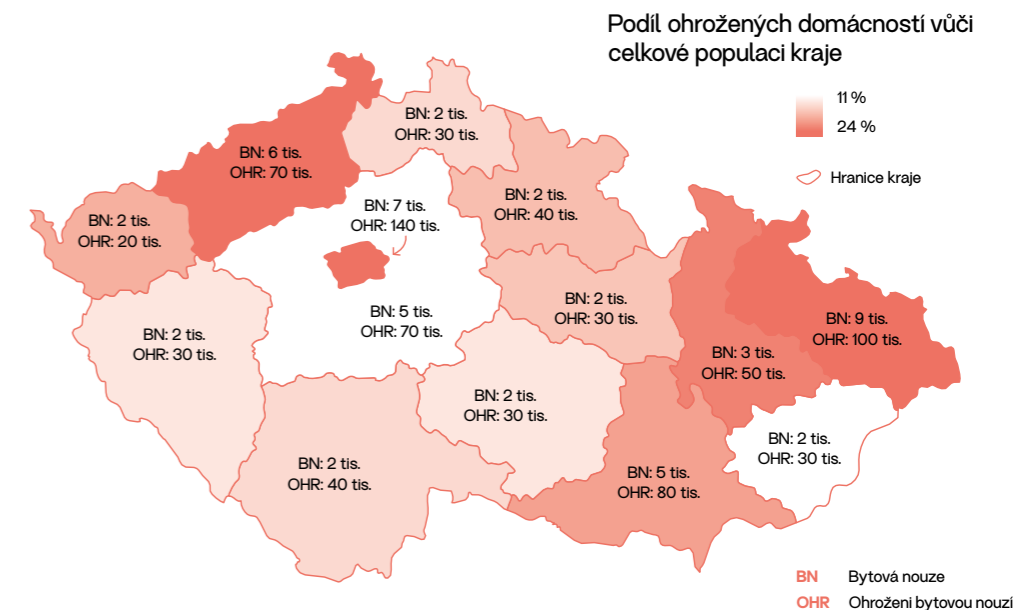 Podíl ohrožených domácností vůči
celkové populaci kraje
11 %
24 %
Hranice kraje
BN: 2 tis.
OHR: 30 tis.
BN: 6 tis.
OHR: 70 tis.
BN: 7 tis.
OHR: 140 tis.
BN: 2 tis.
OHR: 40 tis.
BN: 2 tis.
OHR: 20 tis.
BN: 5 tis.
OHR: 70 tis.
BN: 2 tis.
OHR: 30 tis.
BN: 9 tis.
OHR: 100 tis.
BN: 2 tis.
OHR: 30 tis.
BN: 3 tis.
OHR: 50 tis.
BN: 2 tis.
OHR: 30 tis.
BN: 2 tis.
OHR: 30 tis.
BN: 2 tis.
OHR: 40 tis.
BN: 5 tis.
OHR: 80 tis.
BN Bytová nouze
OHR Ohroženi bytovou nouzí